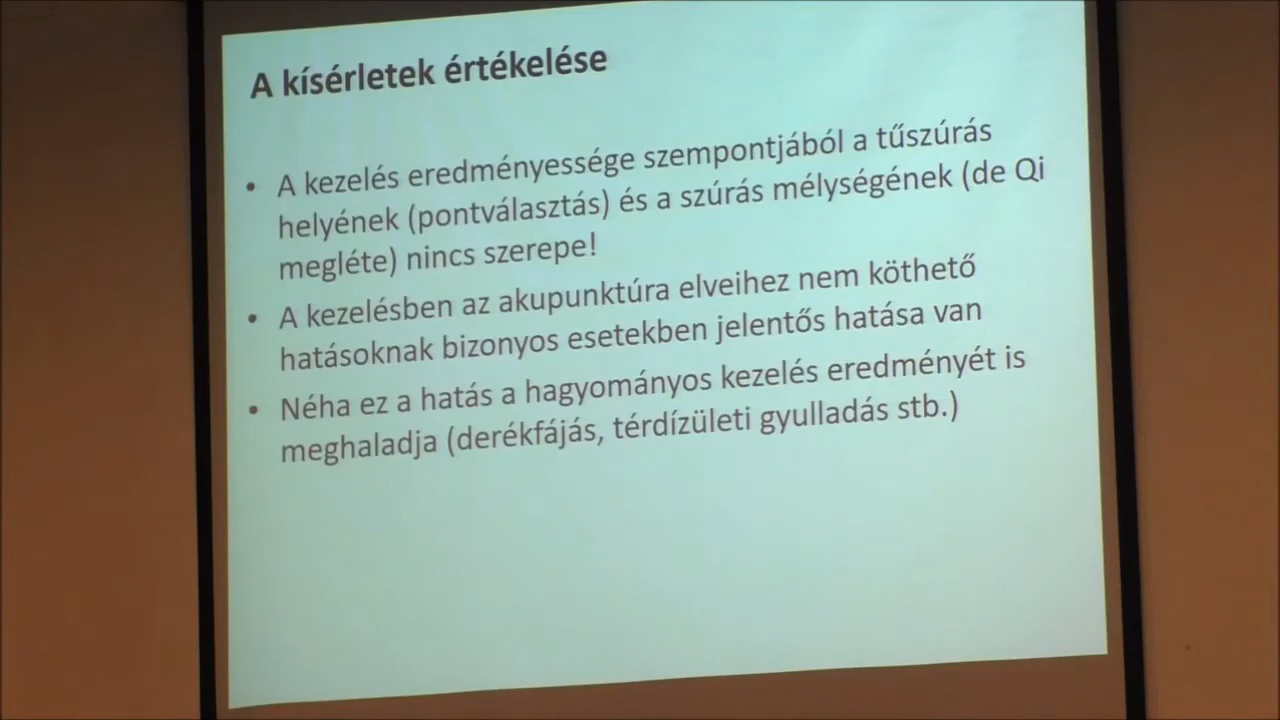 A kísérletek értékelése
• A kezelés eredményessége szempontjából a tűszúrás
helyének (pontválasztás) és a szúrás mélységének (de Qi
megléte) nincs szerepe!
• A kezelésben az akupunktúra elveihez nem köthető
hatásoknak bizonyos esetekben jelentős hatása van
• Néha ez a hatás a hagyományos kezelés eredményét is
meghaladja (derékfájás, térdízületi gyulladás stb.)